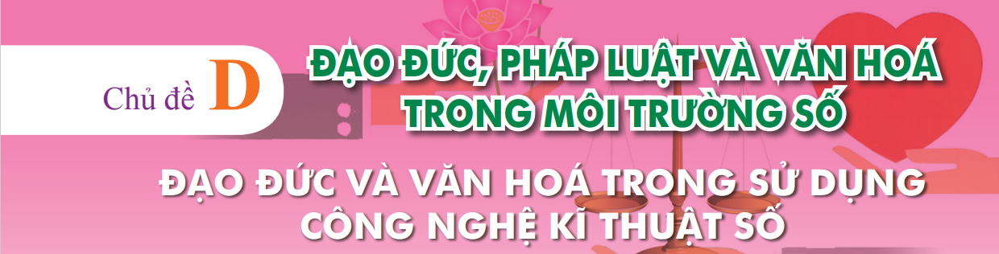 Chủ đề D
ĐẠO ĐỨC, PHÁP LUẬT VÀ VĂN HOÁ
TRONG MÔI TRƯỜNG SỐ
ĐẠO ĐỨC VÀ VĂN HOÁ TRONG SỬ DỤNG
CÔNG NGHỆ KĨ THUẬT SỐ